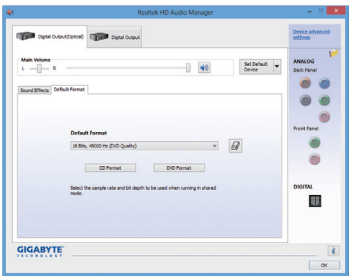 Realtek HD Audio Manager
Digital Output(Optical)
Digital Output
Device advanced
settings
Main Volume
L
R
Set Default
Device
ANALOG
Back Panel
Sound Effects
Default Format
Default Format
16 Bits, 48000 Hz (DVD Quality)
CD Format
DVD Format
Select the sample rate and bit depth to be used when running in shared
mode.
Front Panel
DIGITAL
GIGABYTE
TECHNOLOGY
OK